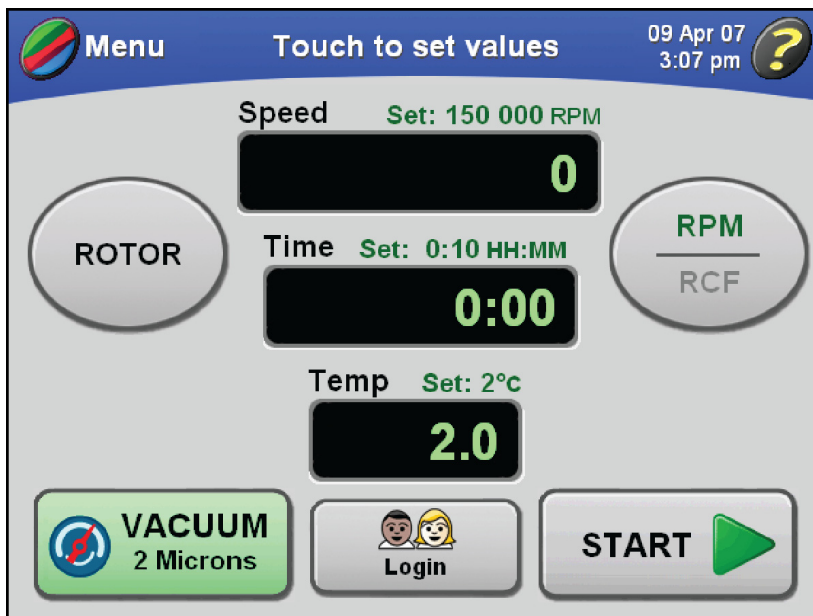 Menu
Touch to set values
09 Apr 07
3:07 pm
?
Speed Set: 150 000 RPM
0
ROTOR
RPM
RCF
Time Set: 0:10 HH:MM
0:00
Temp Set: 2°C
2.0
VACUUM
2 Microns
Login
START